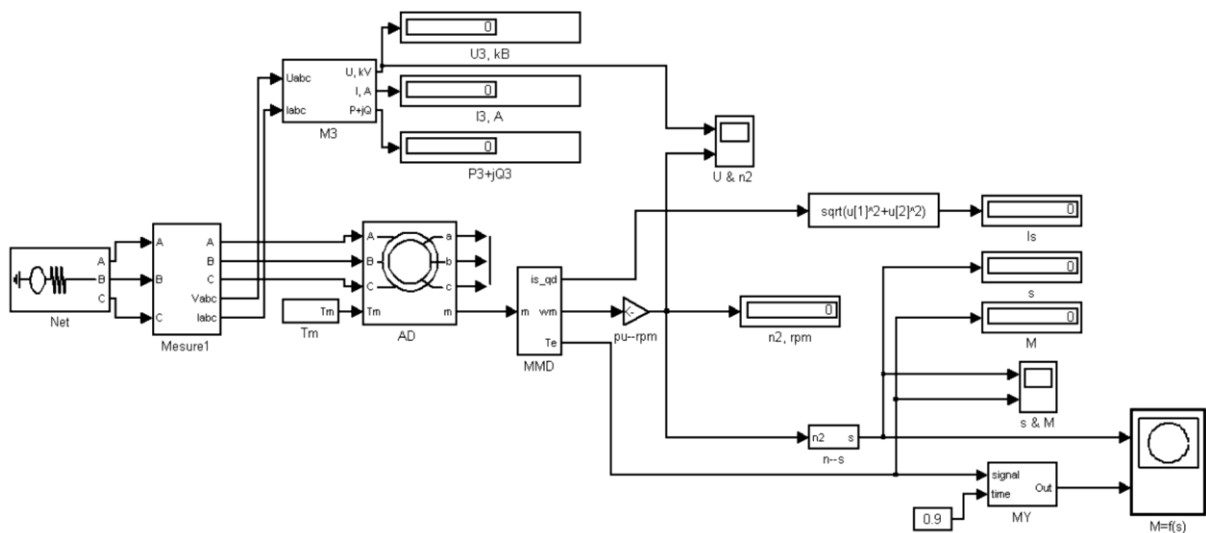 0
U3, kB
Uabc
U, kV
I, A
Iabc
P+jQ
M3
0
I3, A
0
P3+jQ3
U & n2
sqrt(u[1]^2+u[2]^2)
0
Is
A
B
C
Net
A
B
C
A
B
C
Vabc
Iabc
Mesure1
Tm
Tm
A
B
C
Tm
a
b
c
m
AD
m
is_qd
wm
Te
MMD
pu--rpm
0
n2, rpm
0
s
0
M
s & M
n2
s
n--s
signal
time
Out
MY
0.9
M=f(s)